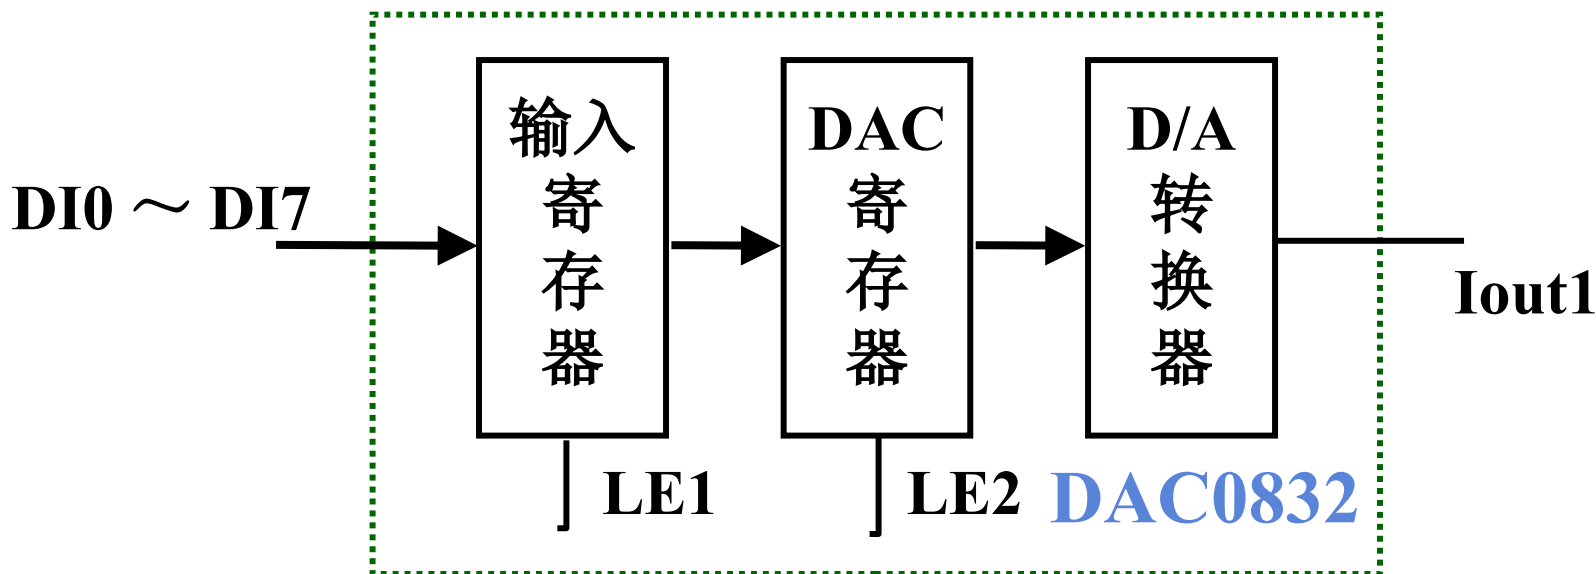 DI0 ～ DI7
输入
寄
存
器
LE1
DAC
寄
存
器
LE2
D/A
转
换
器
DAC0832
Iout1